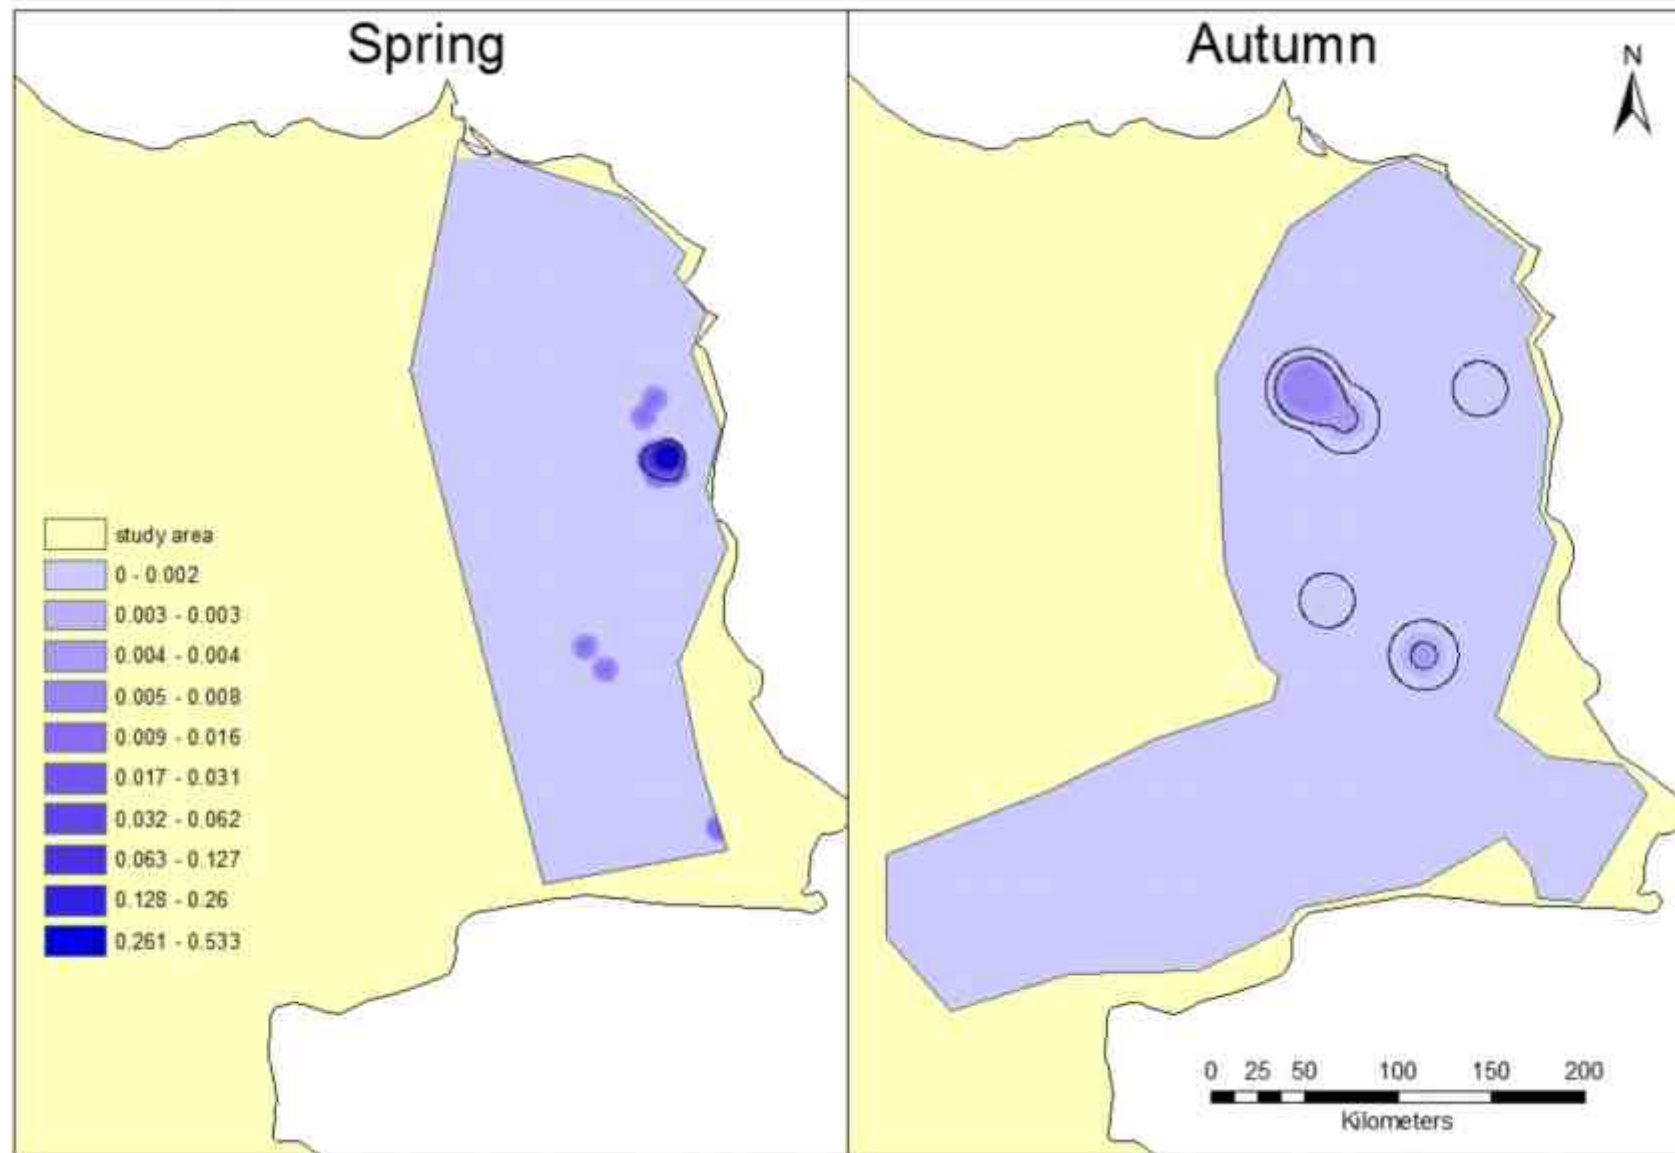 Spring
Autumn
N
study area
0 - 0.002
0.003 - 0.003
0.004 - 0.004
0.005 - 0.008
0.009 - 0.016
0.017 - 0.031
0.032 - 0.062
0.063 - 0.127
0.128 - 0.26
0.261 - 0.533
0 25 50 100 150 200
Kilometers